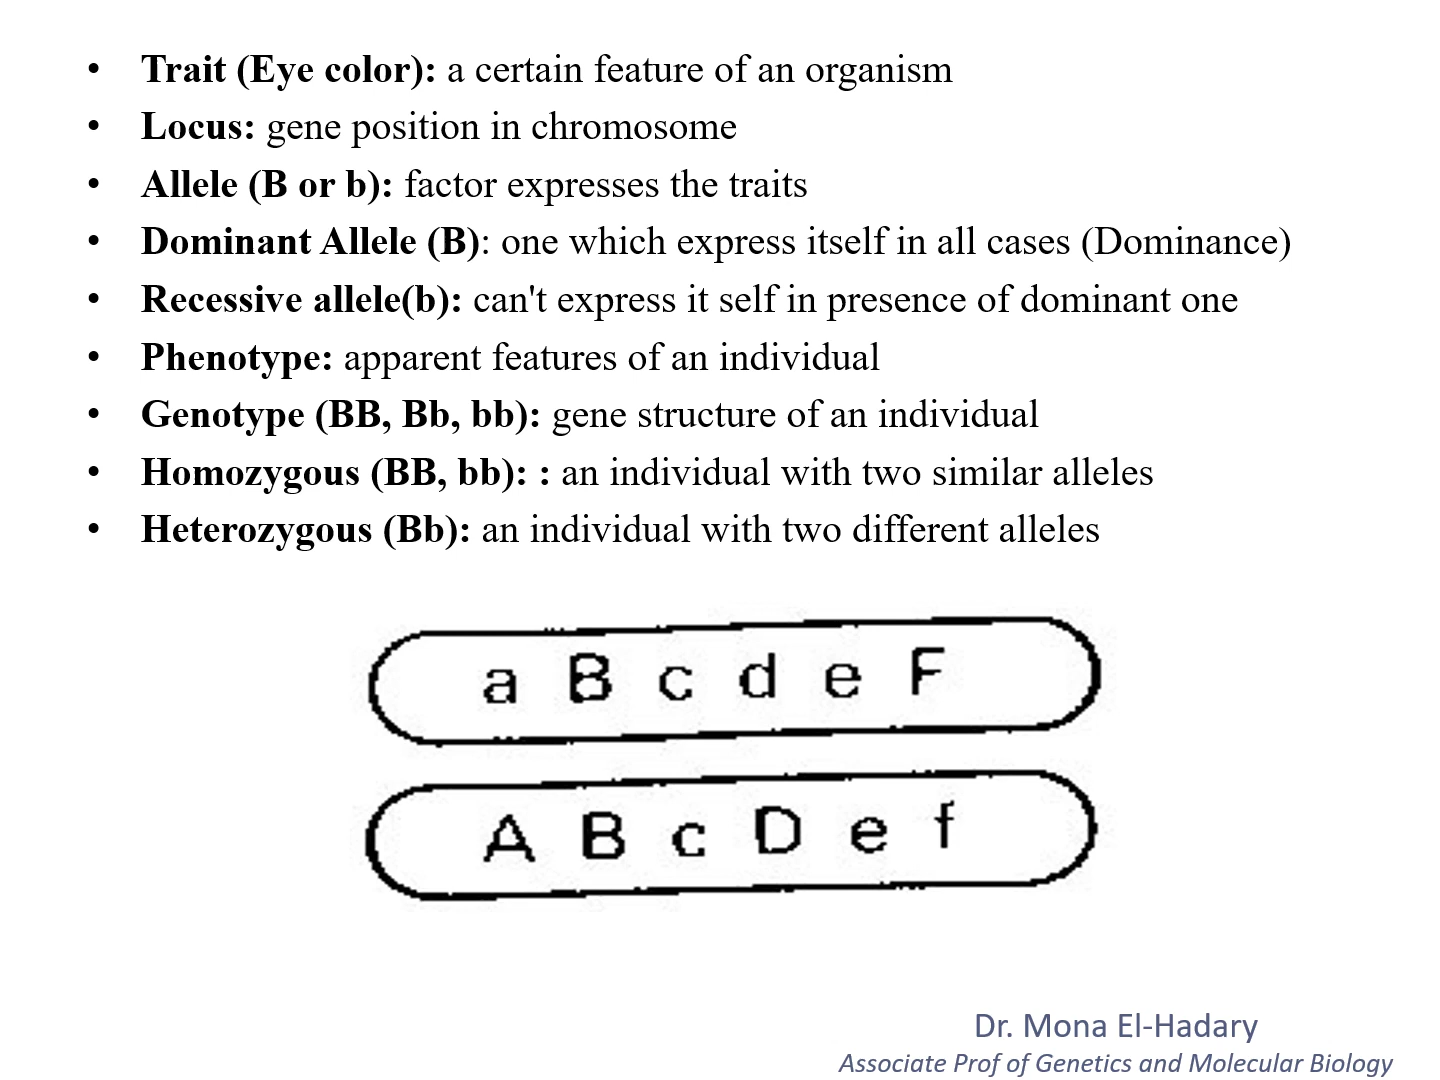 • Trait (Eye color): a certain feature of an organism
• Locus: gene position in chromosome
• Allele (B or b): factor expresses the traits
• Dominant Allele (B): one which express itself in all cases (Dominance)
• Recessive allele(b): can't express it self in presence of dominant one
• Phenotype: apparent features of an individual
• Genotype (BB, Bb, bb): gene structure of an individual
• Homozygous (BB, bb): : an individual with two similar alleles
• Heterozygous (Bb): an individual with two different alleles
a B c d e F
A B c D e f
Dr. Mona El-Hadary
Associate Prof of Genetics and Molecular Biology